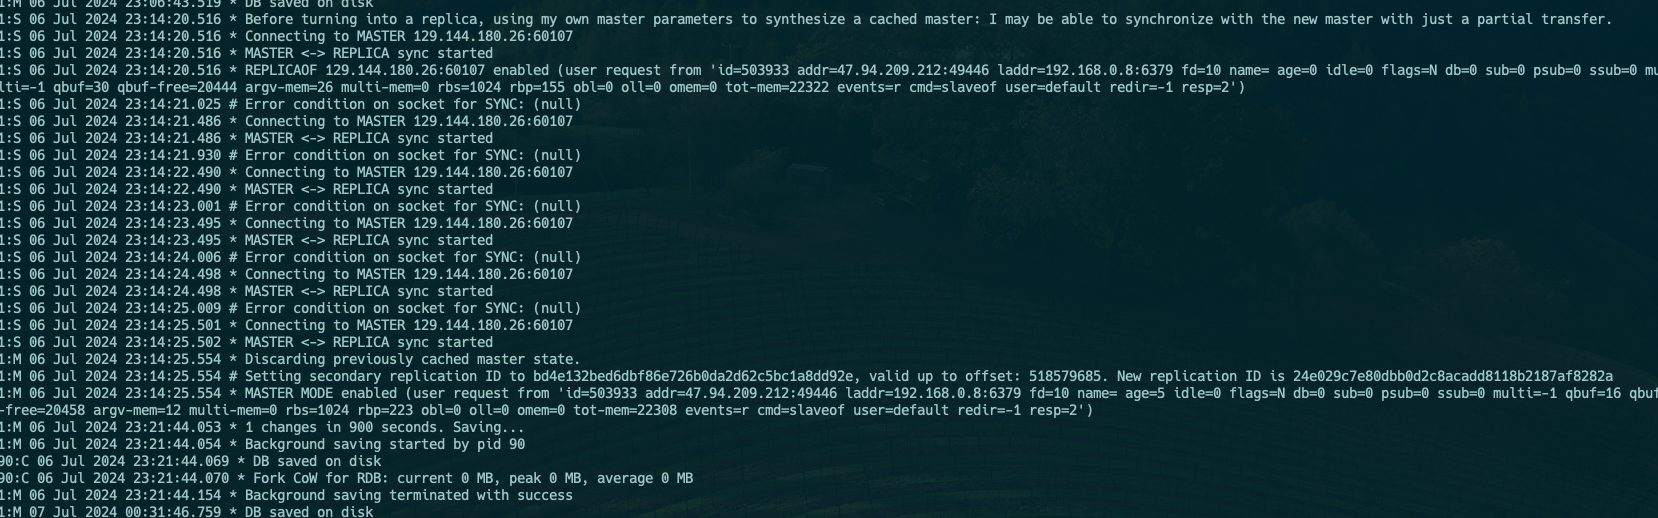 1:M 06 Jul 2024 23:06:43.519 * DB saved on disk
1:S 06 Jul 2024 23:14:20.516 * Before turning into a replica, using my own master parameters to synthesize a cached master: I may be able to synchronize with the new master with just a partial transfer.
1:S 06 Jul 2024 23:14:20.516 * Connecting to MASTER 129.144.180.26:60107
1:S 06 Jul 2024 23:14:20.516 * MASTER <-> REPLICA sync started
1:S 06 Jul 2024 23:14:20.516 * REPLICAOF 129.144.180.26:60107 enabled (user request from 'id=503933 addr=47.94.209.212:49446 laddr=192.168.0.8:6379 fd=10 name= age=0 idle=0 flags=N db=0 sub=0 psub=0 ssub=0 mu
lti=-1 qbuf=30 qbuf-free=20444 argv-mem=26 multi-mem=0 rbs=1024 rbp=155 obl=0 oll=0 omem=0 tot-mem=22322 events=r cmd=slaveof user=default redir=-1 resp=2')
1:S 06 Jul 2024 23:14:21.025 # Error condition on socket for SYNC: (null)
1:S 06 Jul 2024 23:14:21.486 * Connecting to MASTER 129.144.180.26:60107
1:S 06 Jul 2024 23:14:21.486 * MASTER <-> REPLICA sync started
1:S 06 Jul 2024 23:14:21.930 # Error condition on socket for SYNC: (null)
1:S 06 Jul 2024 23:14:22.490 * Connecting to MASTER 129.144.180.26:60107
1:S 06 Jul 2024 23:14:22.490 * MASTER <-> REPLICA sync started
1:S 06 Jul 2024 23:14:23.001 # Error condition on socket for SYNC: (null)
1:S 06 Jul 2024 23:14:23.495 * Connecting to MASTER 129.144.180.26:60107
1:S 06 Jul 2024 23:14:23.495 * MASTER <-> REPLICA sync started
1:S 06 Jul 2024 23:14:24.006 # Error condition on socket for SYNC: (null)
1:S 06 Jul 2024 23:14:24.498 * Connecting to MASTER 129.144.180.26:60107
1:S 06 Jul 2024 23:14:24.498 * MASTER <-> REPLICA sync started
1:S 06 Jul 2024 23:14:25.009 # Error condition on socket for SYNC: (null)
1:S 06 Jul 2024 23:14:25.501 * Connecting to MASTER 129.144.180.26:60107
1:S 06 Jul 2024 23:14:25.502 * MASTER <-> REPLICA sync started
1:M 06 Jul 2024 23:14:25.554 * Discarding previously cached master state.
1:M 06 Jul 2024 23:14:25.554 # Setting secondary replication ID to bd4e132bed6dbf86e726b0da2d62c5bc1a8dd92e, valid up to offset: 518579685. New replication ID is 24e029c7e80dbb0d2c8acadd8118b2187af8282a
1:M 06 Jul 2024 23:14:25.554 * MASTER MODE enabled (user request from 'id=503933 addr=47.94.209.212:49446 laddr=192.168.0.8:6379 fd=10 name= age=5 idle=0 flags=N db=0 sub=0 psub=0 ssub=0 multi=-1 qbuf=16 qbuf
-free=20458 argv-mem=12 multi-mem=0 rbs=1024 rbp=223 obl=0 oll=0 omem=0 tot-mem=22308 events=r cmd=slaveof user=default redir=-1 resp=2')
1:M 06 Jul 2024 23:21:44.053 * 1 changes in 900 seconds. Saving...
1:M 06 Jul 2024 23:21:44.054 * Background saving started by pid 90
90:C 06 Jul 2024 23:21:44.069 * DB saved on disk
90:C 06 Jul 2024 23:21:44.070 * Fork CoW for RDB: current 0 MB, peak 0 MB, average 0 MB
1:M 06 Jul 2024 23:21:44.154 * Background saving terminated with success
1:M 07 Jul 2024 00:31:46.759 * DB saved on disk